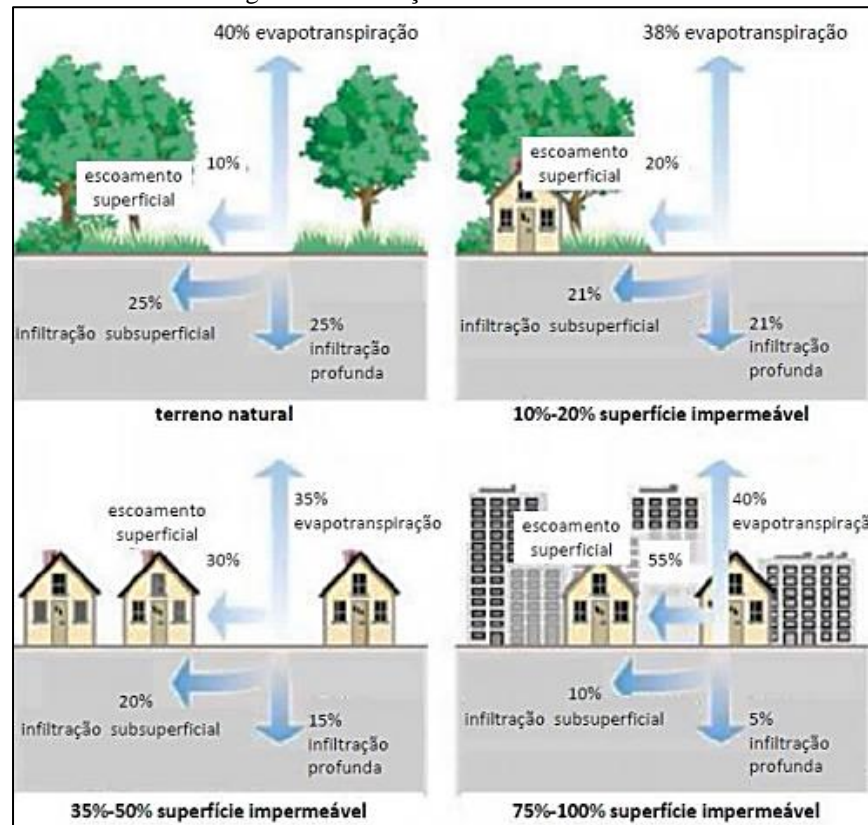 40% evapotranspiração
10%
escoamento
superficial
25%
infiltração subsuperficial
25%
infiltração
profunda
terreno natural
38% evapotranspiração
escoamento
superficial
20%
21%
infiltração subsuperficial
21%
infiltração
profunda
10%-20% superfície impermeável
35%
evapotranspiração
escoamento
superficial
30%
20%
infiltração subsuperficial
15%
infiltração
profunda
35%-50% superfície impermeável
40%
evapotranspiração
escoamento
superficial
55%
10%
infiltração subsuperficial
5%
infiltração
profunda
75%-100% superfície impermeável